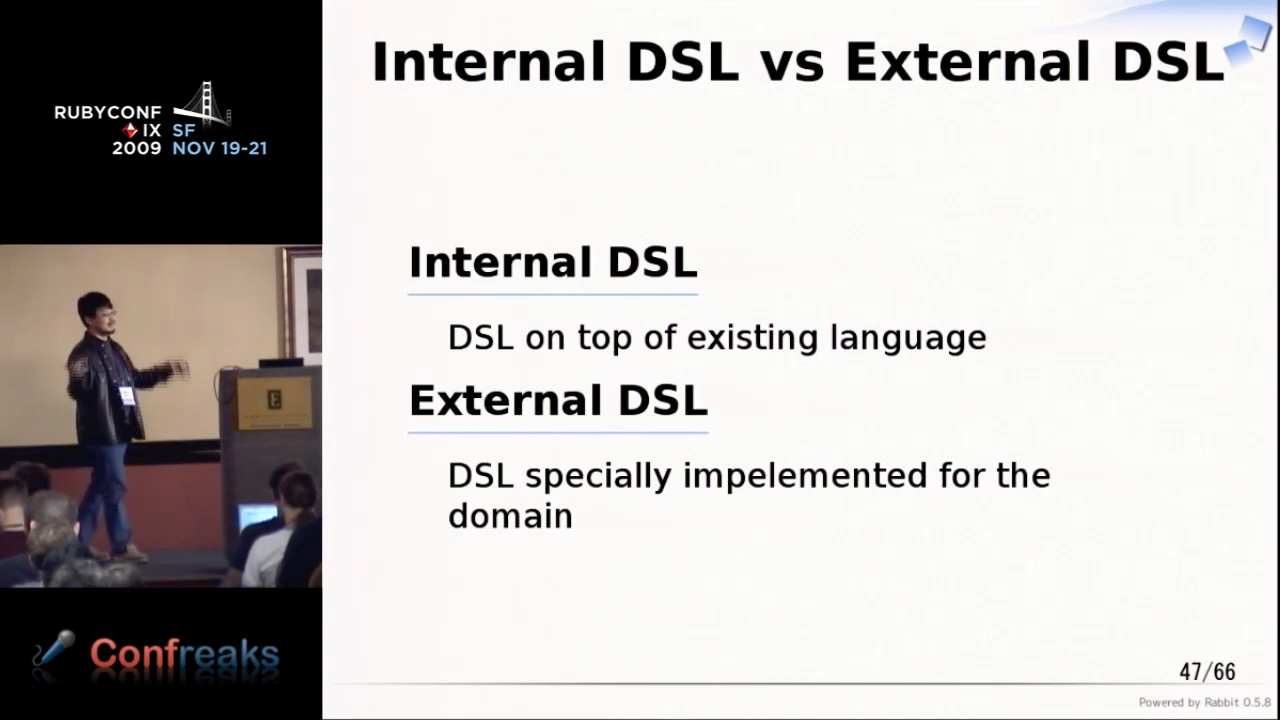 Internal DSL vs External DSL
RUBYCONF
IX SF
2009 NOV 19-21
Internal DSL
DSL on top of existing language
External DSL
DSL specially impelemented for the
domain
E
Confreaks
47/66
Powered by Rabbit 0.5.8